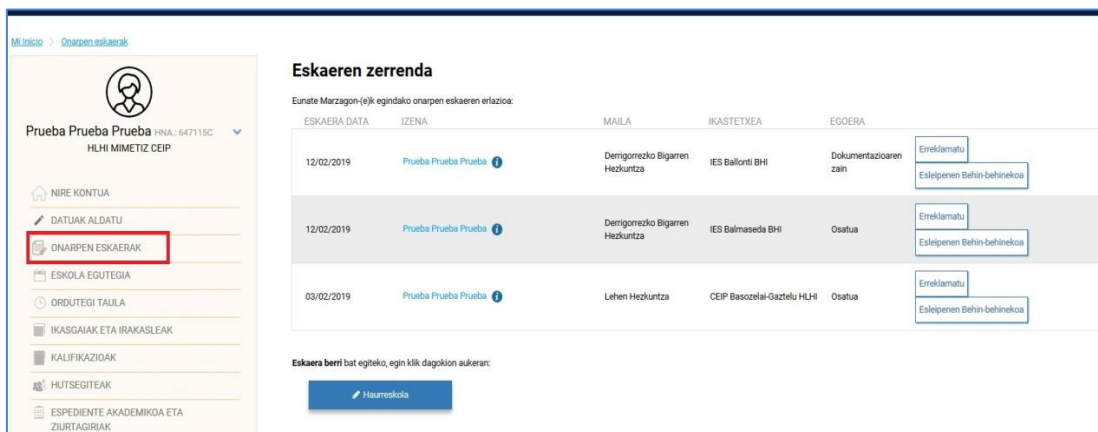 Mi Inicio > Onarpen eskaerak
Prueba Prueba Prueba HNA.: 647115C
HLHI MIMETIZ CEIP
NIRE KONTUA
DATUAK ALDATU
ONARPEN ESKAERAK
ESKOLA EGUTEGIA
ORDUTEGI TAULA
IKASGAIAK ETA IRAKASLEAK
KALIFIKAZIOAK
HUTSEGITEAK
ESPEDIENTE AKADEMIKOA ETA
ZIURTAGIRIAK
Eskaeren zerrenda
Eunate Marzagon-(e)k egindako onarpen eskaeren erlazioa:
ESKAERA DATA IZENA MAILA IKASTETXEA EGOERA
12/02/2019 Prueba Prueba Prueba i Derrigorrezko Bigarren Hezkuntza IES Ballonti BHI Dokumentazioaren zain Erreklamatu
Esleipenen Behin-behinekoa
12/02/2019 Prueba Prueba Prueba i Derrigorrezko Bigarren Hezkuntza IES Balmaseda BHI Osatua Erreklamatu
Esleipenen Behin-behinekoa
03/02/2019 Prueba Prueba Prueba i Lehen Hezkuntza CEIP Basozelai-Gaztelu HLHI Osatua Erreklamatu
Esleipenen Behin-behinekoa
Eskaera berri bat egiteko, egin klik dagokion aukeran:
Haurreskola